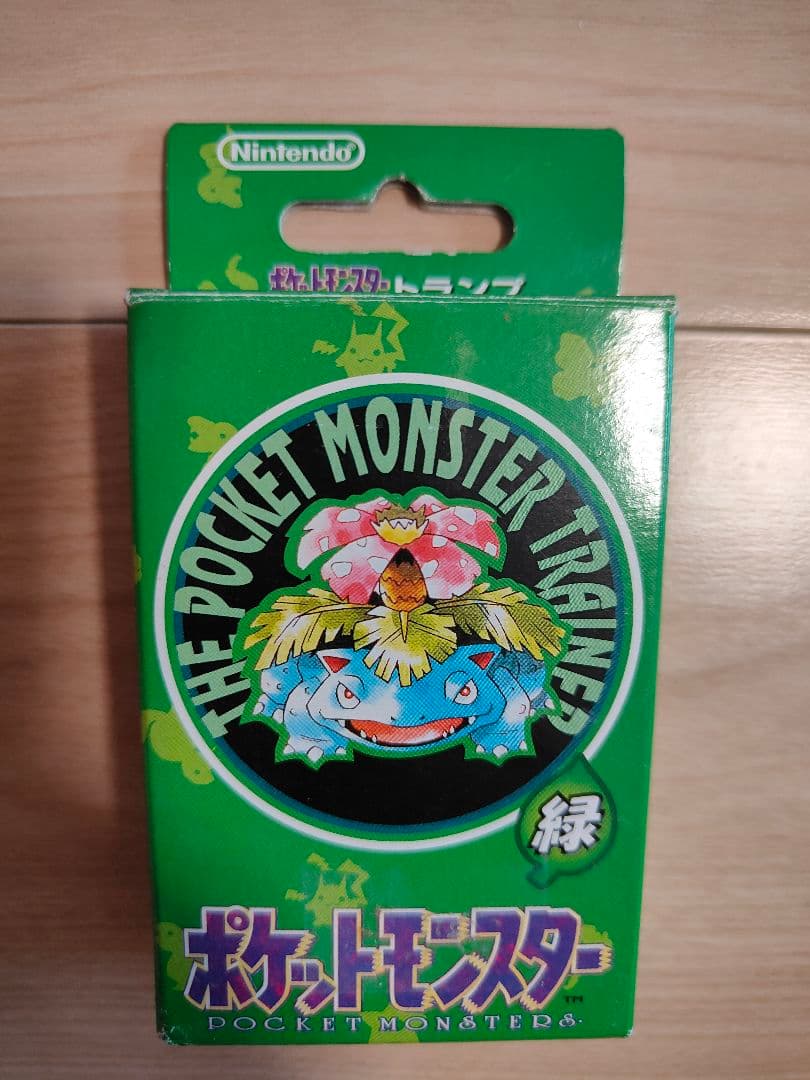 Nintendo®
ポケットモンスター トランプ
THE POCKET MONSTER TRAINER
緑
ポケットモンスター
TM
POCKET MONSTERS